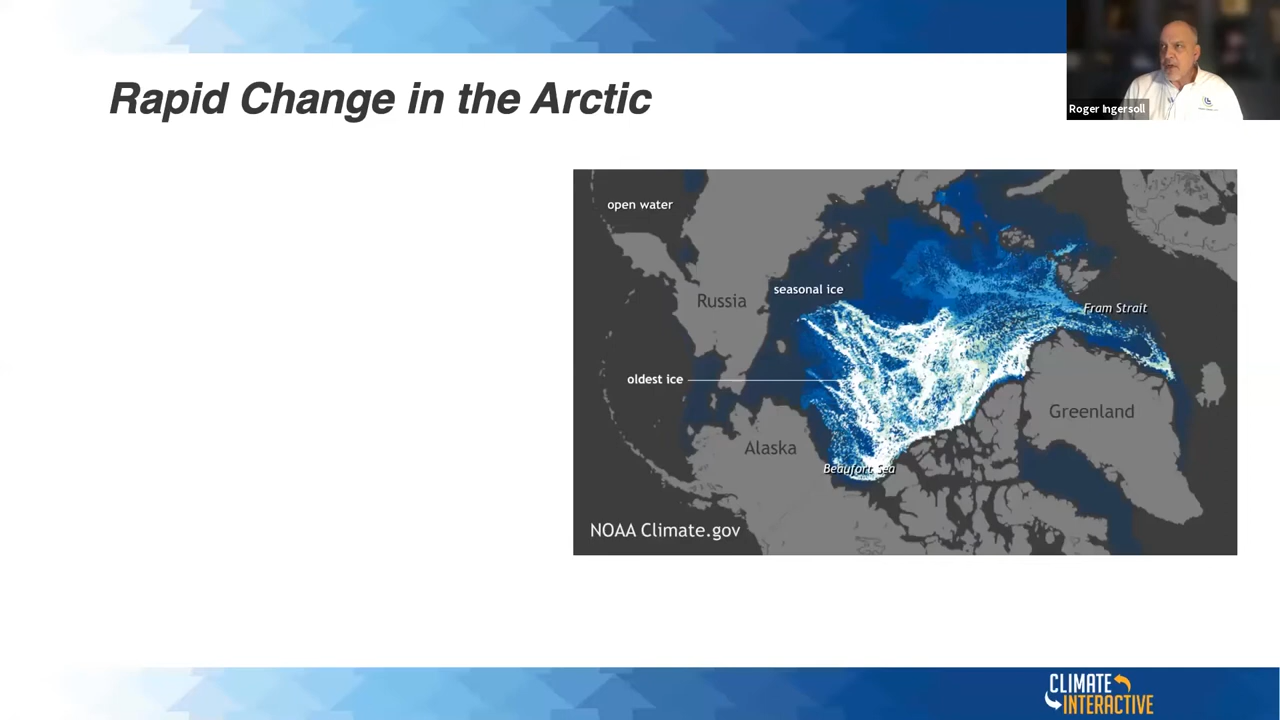 Rapid Change in the Arctic
Roger Ingersoll
open water
Russia
seasonal ice
Fram Strait
oldest ice
Greenland
Alaska
Beaufort Sea
NOAA Climate.gov
CLIMATE
INTERACTIVE